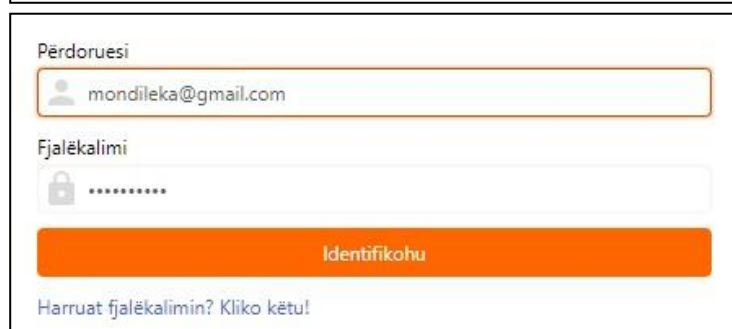 Përdoruesi
mondileka@gmail.com
Fjalëkalimi
••••••••••
Identifikohu
Harruat fjalëkalimin? Kliko këtu!